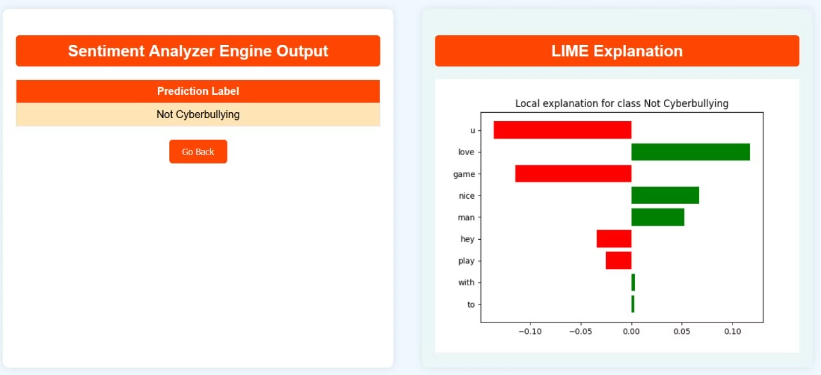 Sentiment Analyzer Engine Output
Prediction Label
Not Cyberbullying
Go Back
LIME Explanation
Local explanation for class Not Cyberbullying
u
love
game
nice
man
hey
play
with
to
−0.10 −0.05 0.00 0.05 0.10